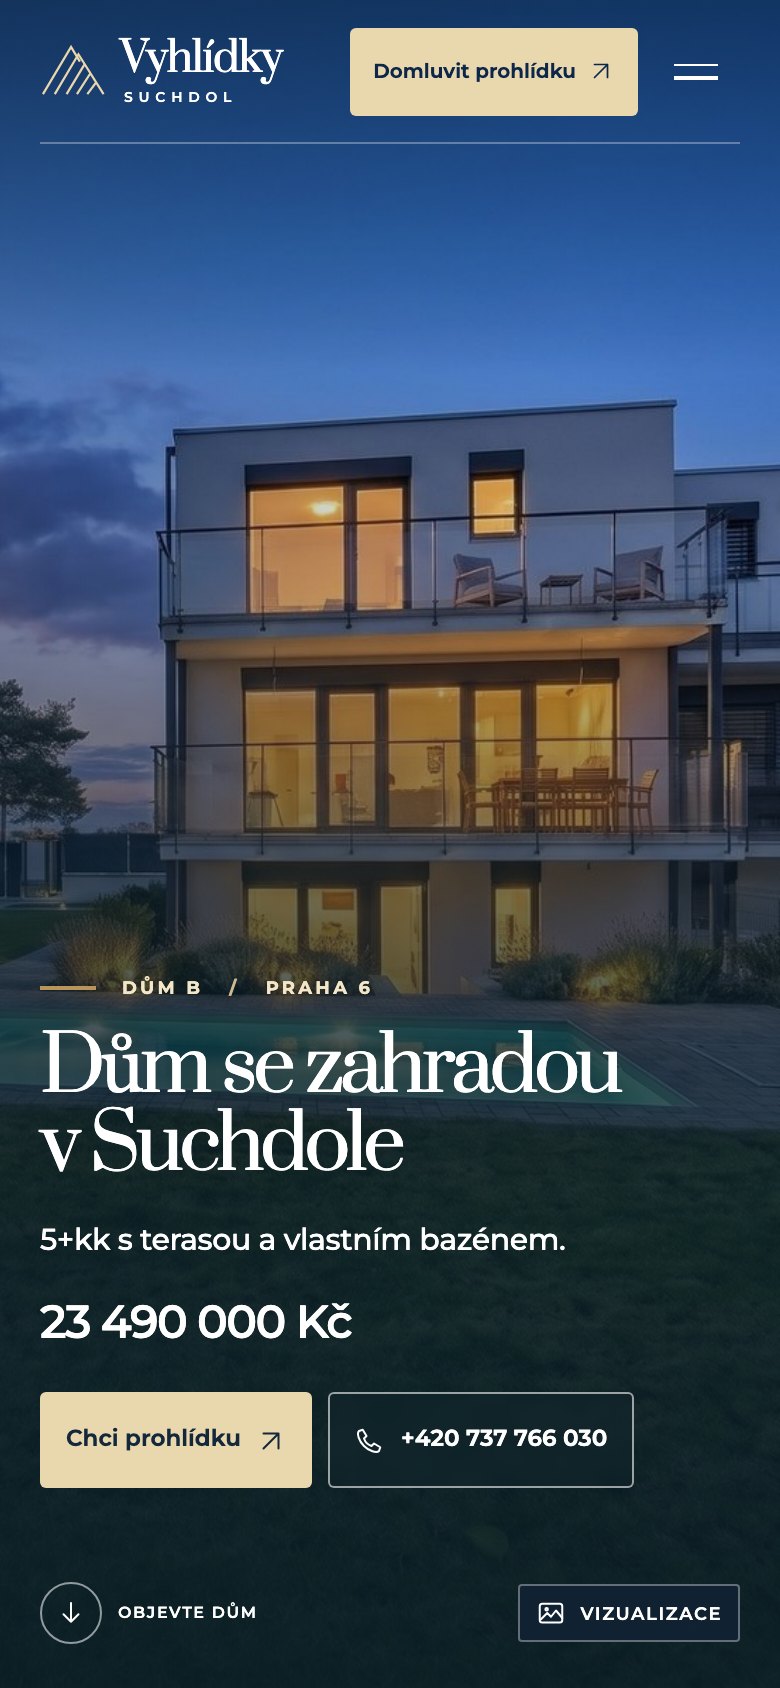 Vyhlídky
SUCHDOL
Domluvit prohlídku
DŮM B / PRAHA 6
Dům se zahradou
v Suchdole
5+kk s terasou a vlastním bazénem.
23 490 000 Kč
Chci prohlídku
+420 737 766 030
OBJEVTE DŮM
VIZUALIZACE